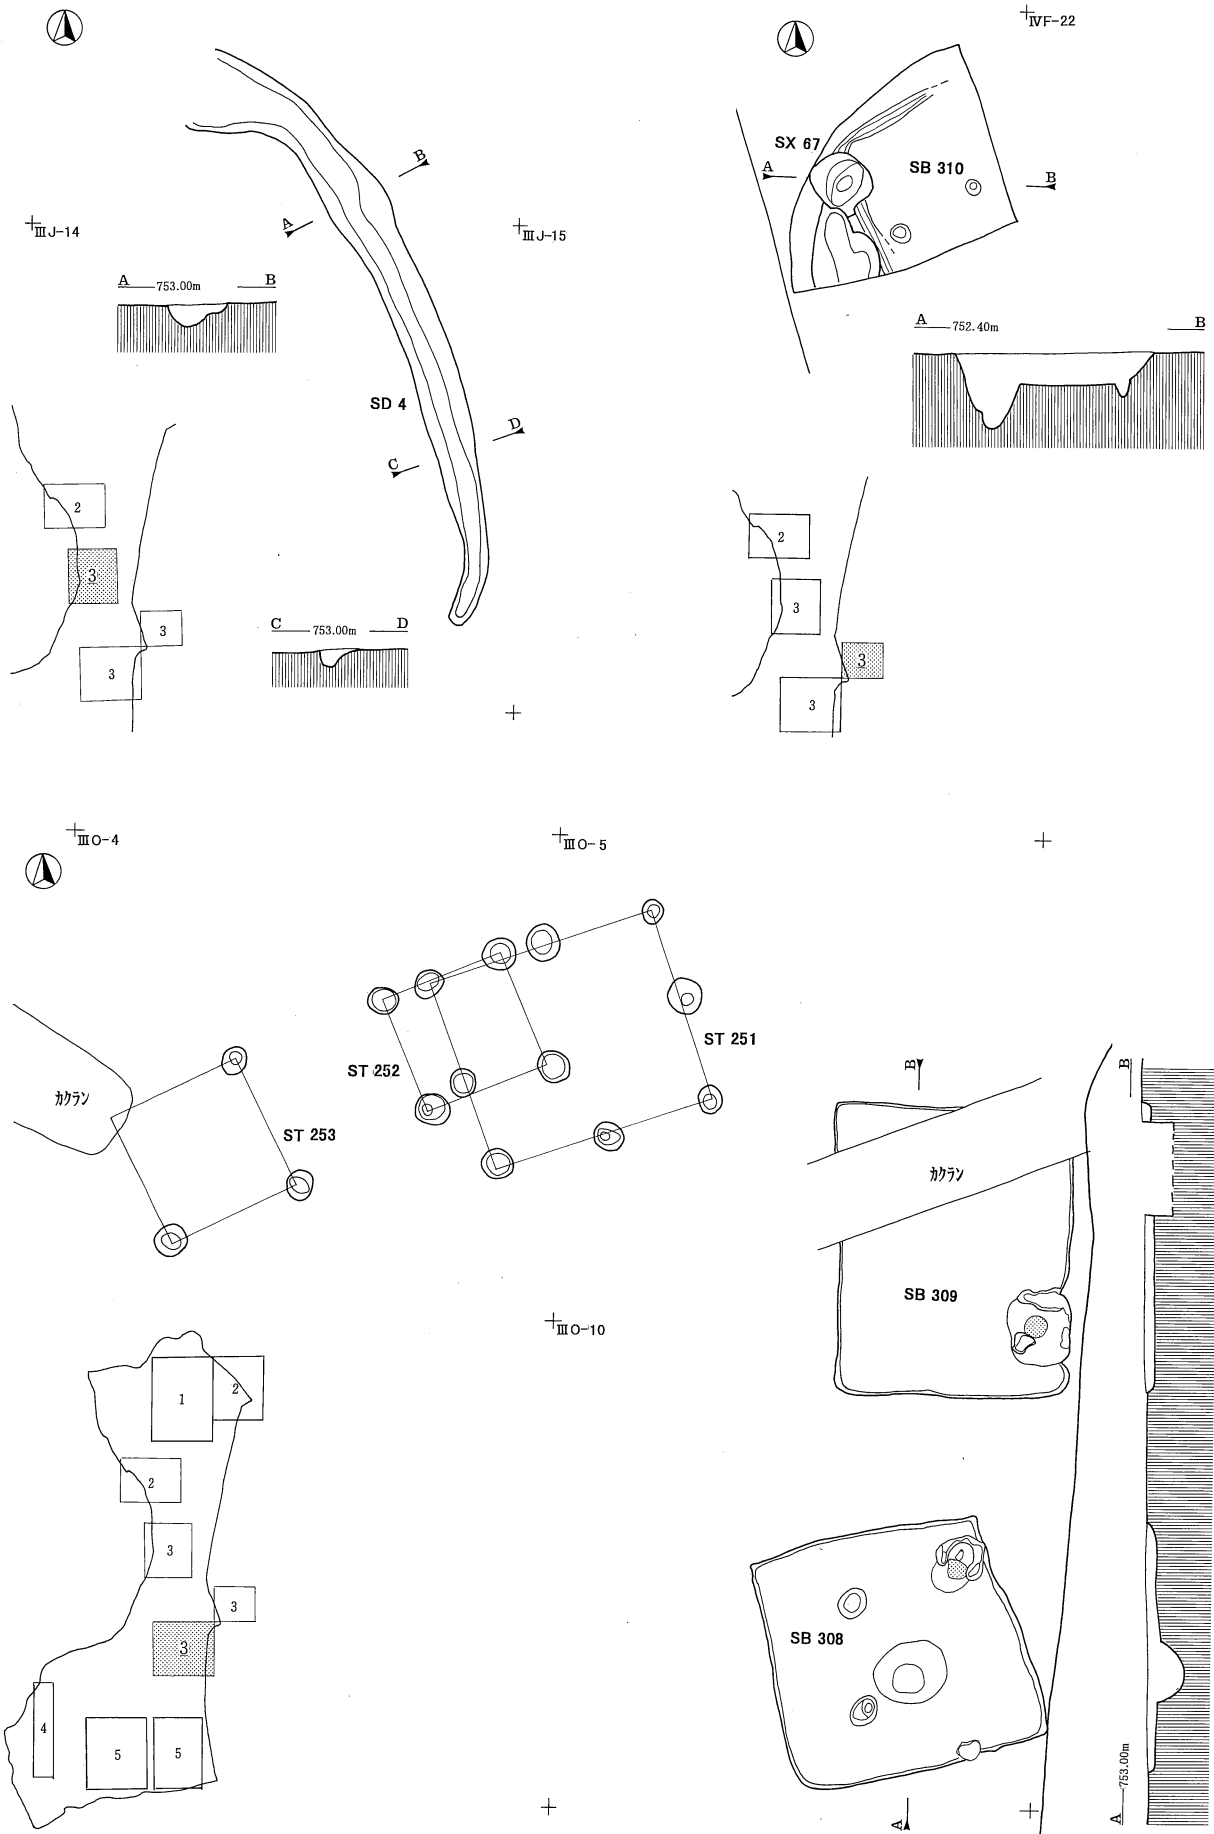 ⅣF-22
SX 67
B
A
SB 310
B
A
ⅢJ-14
ⅢJ-15
A 753.00m B
A 752.40m B
SD 4
D
C
2
3
3
3
C 753.00m D
2
3
3
3
ⅢO-4
ⅢO-5
ST 251
ST 252
B
B
カクラン
ST 253
カクラン
SB 309
ⅢO-10
1
2
2
3
3
3
SB 308
4
5
5
A
A 753.00m